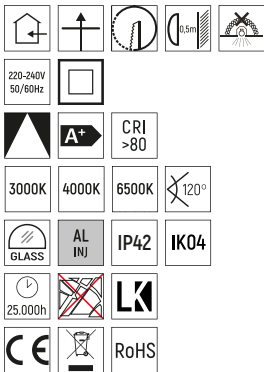 0,5m
220-240V
50/60Hz
A+
CRI
>80
3000K 4000K 6500K 120º
GLASS
AL
INJ
IP42 IK04
25.000h
LK
CE RoHS